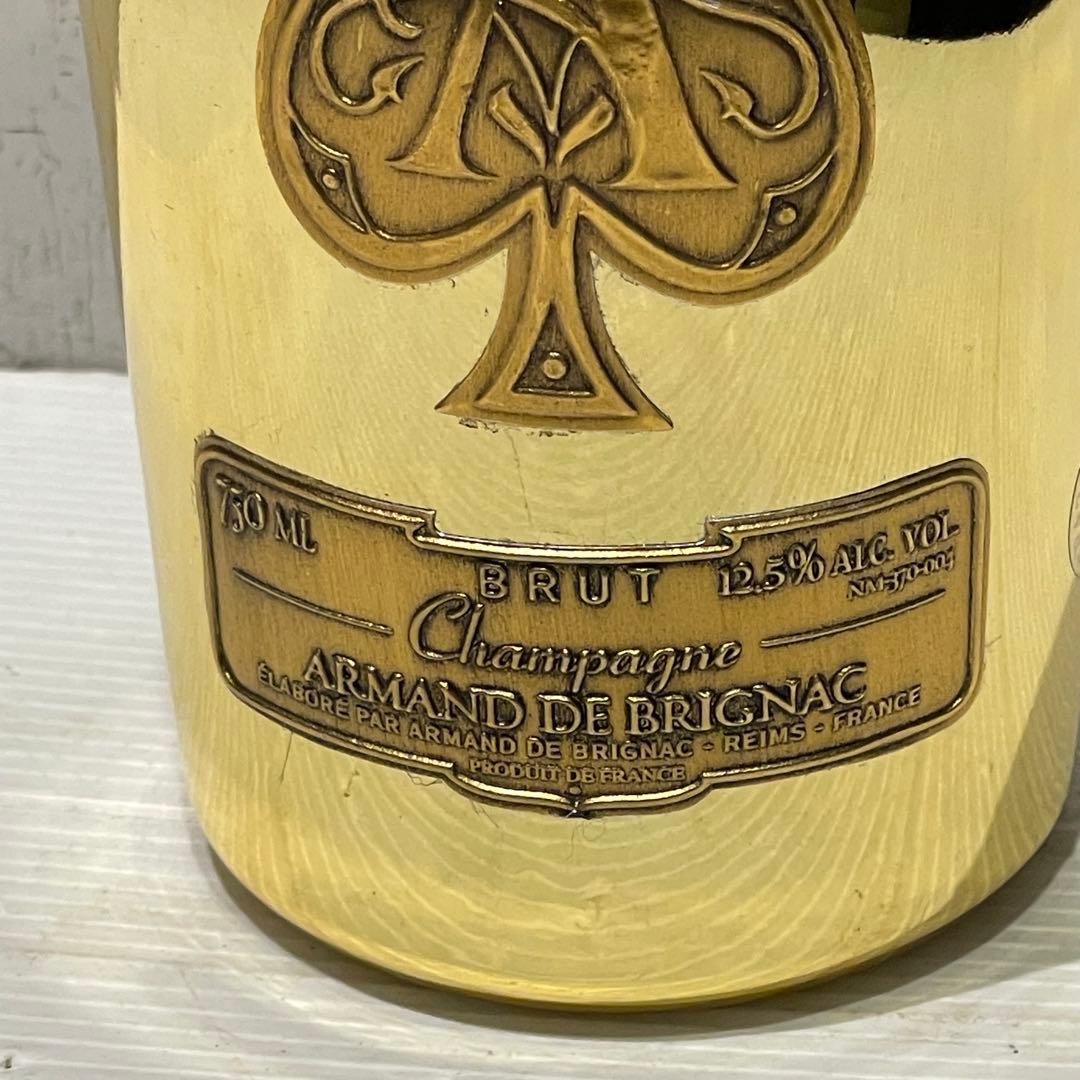 A
750 ML
BRUT
12.5% ALC. VOL
NM-370-005
Champagne
ARMAND DE BRIGNAC
ÉLABORÉ PAR ARMAND DE BRIGNAC - REIMS - FRANCE
PRODUIT DE FRANCE